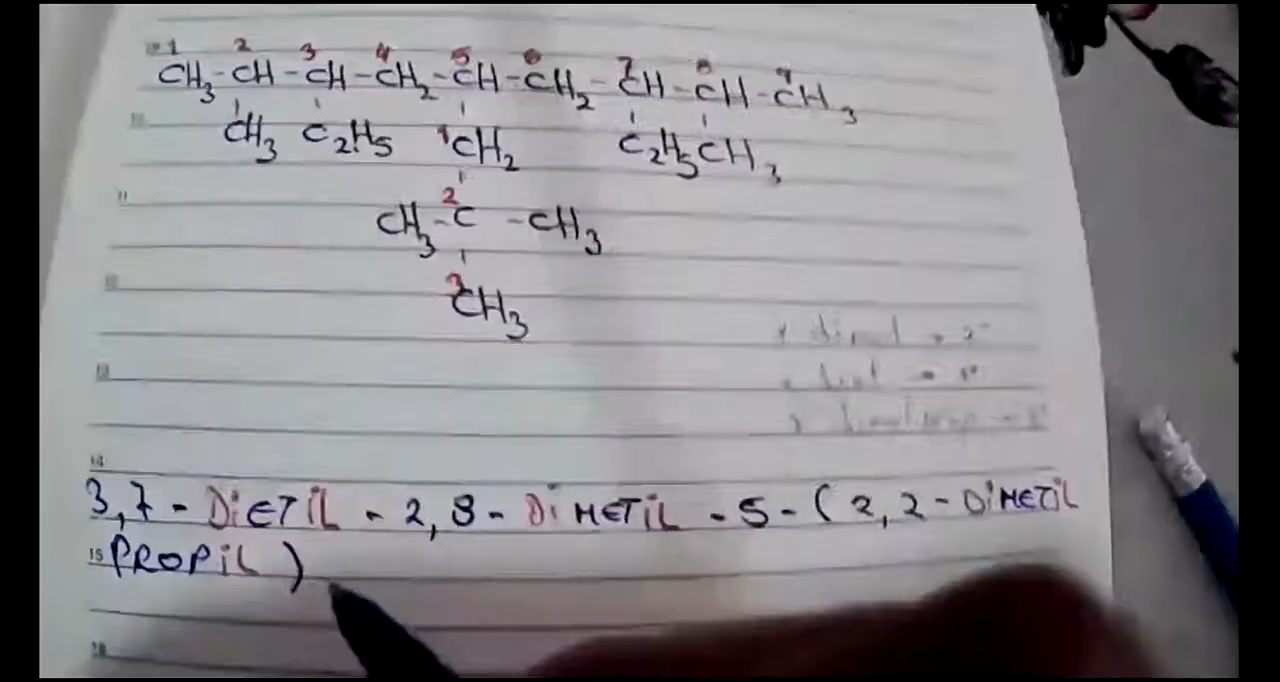 1 2 3 4 5 6 7 8 9
CH3-CH-CH-CH2-CH-CH2-CH-CH-CH3
CH3 C2H5 1CH2 C2H5 CH3
CH3-2C-CH3
3CH3
3,7-DiETiL-2,8-DiMETiL-5-(2,2-DiMETiL
PROPiL)